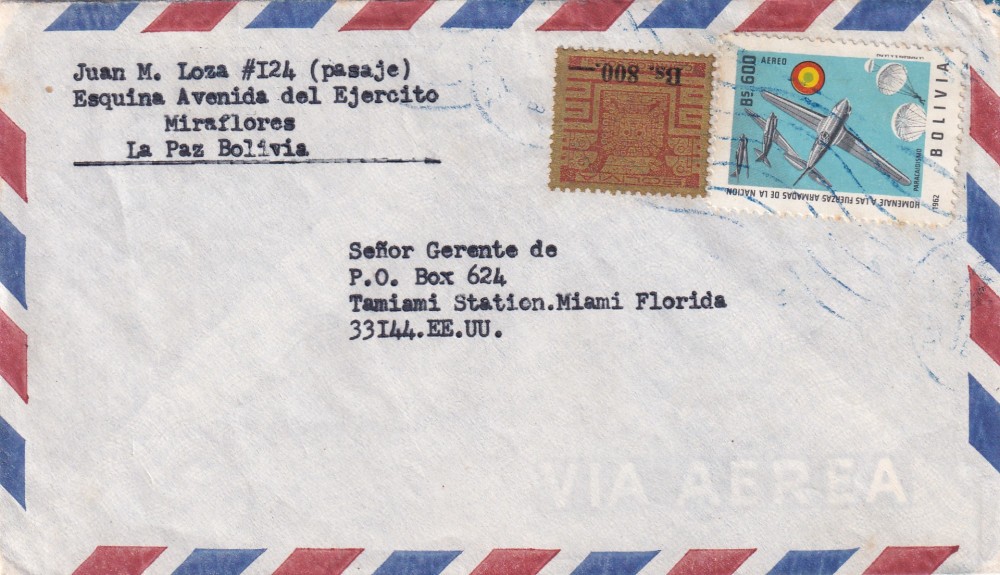 Juan M. Loza #I24 (pasaje)
Esquina Avenida del Ejercito
Miraflores
La Paz Bolivia
Bs. 800.—
Bs. 600
AEREO
BOLIVIA
PARACAIDISMO
HOMENAJE A LAS FUERZAS ARMADAS DE LA NACION
1962
Señor Gerente de
P.O. Box 624
Tamiami Station.Miami Florida
33I44.EE.UU.
VIA AEREA